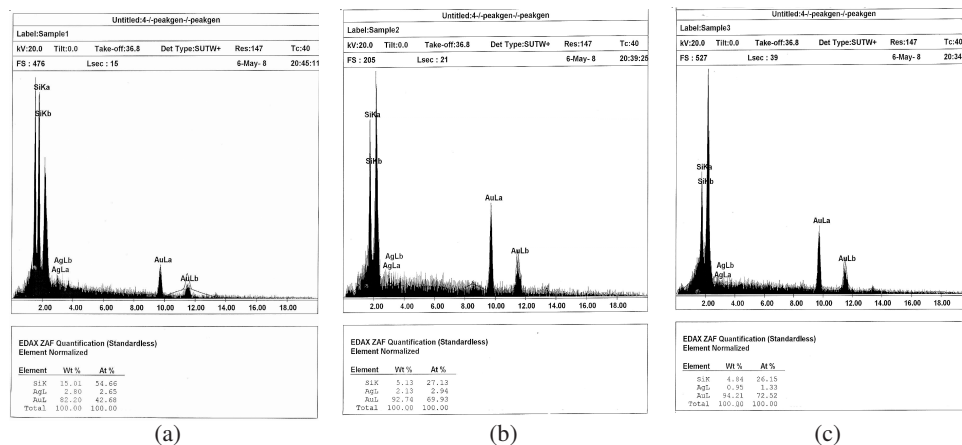 Untitled:4-/-peakgen-/-peakgen
Label:Sample1
kV:20.0 Tilt:0.0 Take-off:36.8 Det Type:SUTW+ Res:147 Tc:40
FS : 476 Lsec : 15 6-May- 8 20:45:11
SiKa
SiKb
AgLb
AgLa
AuLa
AuLb
2.00 4.00 6.00 8.00 10.00 12.00 14.00 16.00 18.00
EDAX ZAF Quantification (Standardless)
Element Normalized
Element Wt % At %
SiK 15.01 54.66
AgL 2.80 2.65
AuL 82.20 42.68
Total 100.00 100.00
(a)
Untitled:4-/-peakgen-/-peakgen
Label:Sample2
kV:20.0 Tilt:0.0 Take-off:36.8 Det Type:SUTW+ Res:147 Tc:40
FS : 205 Lsec : 21 6-May- 8 20:39:25
SiKa
SiKb
AgLb
AgLa
AuLa
AuLb
2.00 4.00 6.00 8.00 10.00 12.00 14.00 16.00 18.00
EDAX ZAF Quantification (Standardless)
Element Normalized
Element Wt % At %
SiK 5.13 27.13
AgL 2.13 2.94
AuL 92.74 69.93
Total 100.00 100.00
(b)
Untitled:4-/-peakgen-/-peakgen
Label:Sample3
kV:20.0 Tilt:0.0 Take-off:36.8 Det Type:SUTW+ Res:147 Tc:40
FS : 527 Lsec : 39 6-May- 8 20:34
SiKa
SiKb
AgLb
AgLa
AuLa
AuLb
2.00 4.00 6.00 8.00 10.00 12.00 14.00 16.00 18.00
EDAX ZAF Quantification (Standardless)
Element Normalized
Element Wt % At %
SiK 4.84 26.15
AgL 0.95 1.33
AuL 94.21 72.52
Total 100.00 100.00
(c)